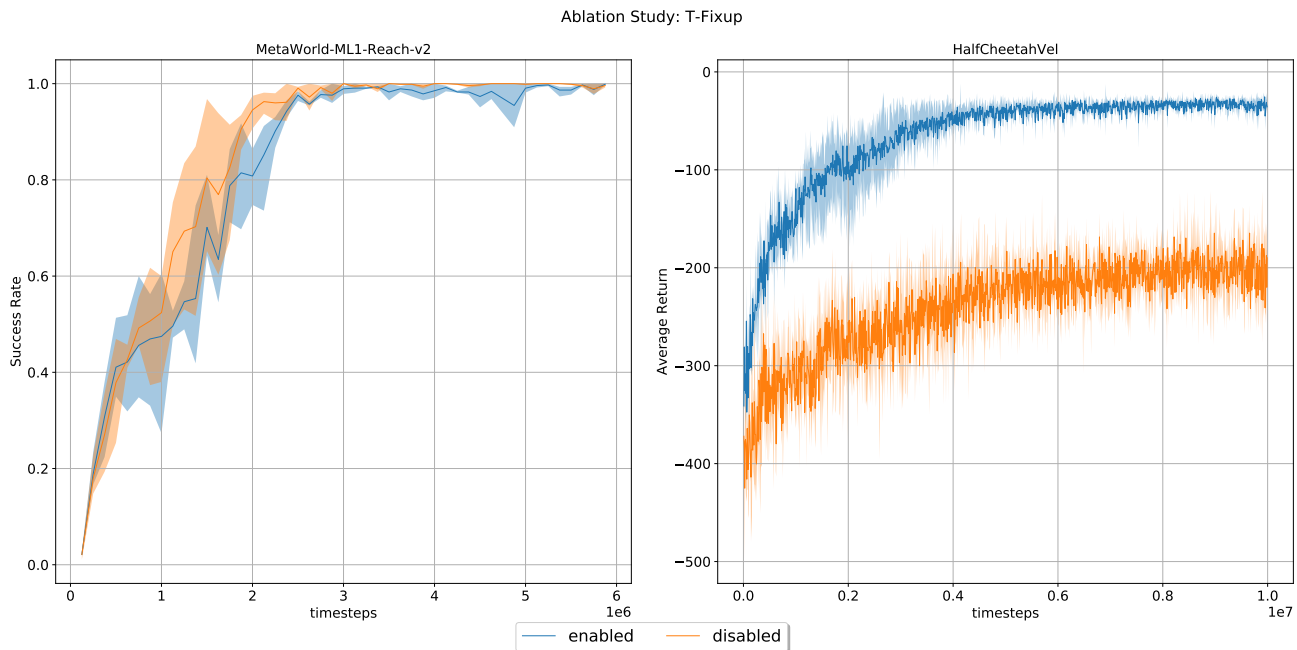 Ablation Study: T-Fixup
MetaWorld-ML1-Reach-v2
Success Rate
1.0
0.8
0.6
0.4
0.2
0.0
0 1 2 3 4 5 6
1e6
timesteps
HalfCheetahVel
Average Return
0
−100
−200
−300
−400
−500
0.0 0.2 0.4 0.6 0.8 1.0
1e7
timesteps
enabled disabled